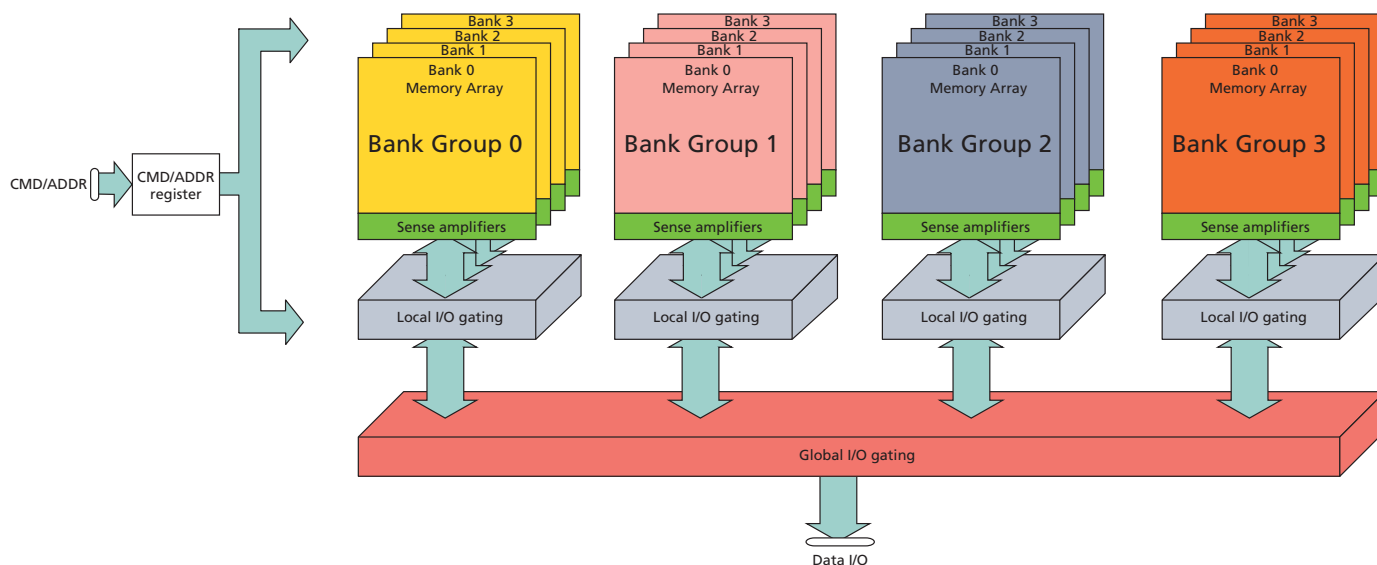 CMD/ADDR
CMD/ADDR
register
Bank 3
Bank 2
Bank 1
Bank 0
Memory Array
Bank Group 0
Sense amplifiers
Local I/O gating
Bank 3
Bank 2
Bank 1
Bank 0
Memory Array
Bank Group 1
Sense amplifiers
Local I/O gating
Bank 3
Bank 2
Bank 1
Bank 0
Memory Array
Bank Group 2
Sense amplifiers
Local I/O gating
Bank 3
Bank 2
Bank 1
Bank 0
Memory Array
Bank Group 3
Sense amplifiers
Local I/O gating
Global I/O gating
Data I/O